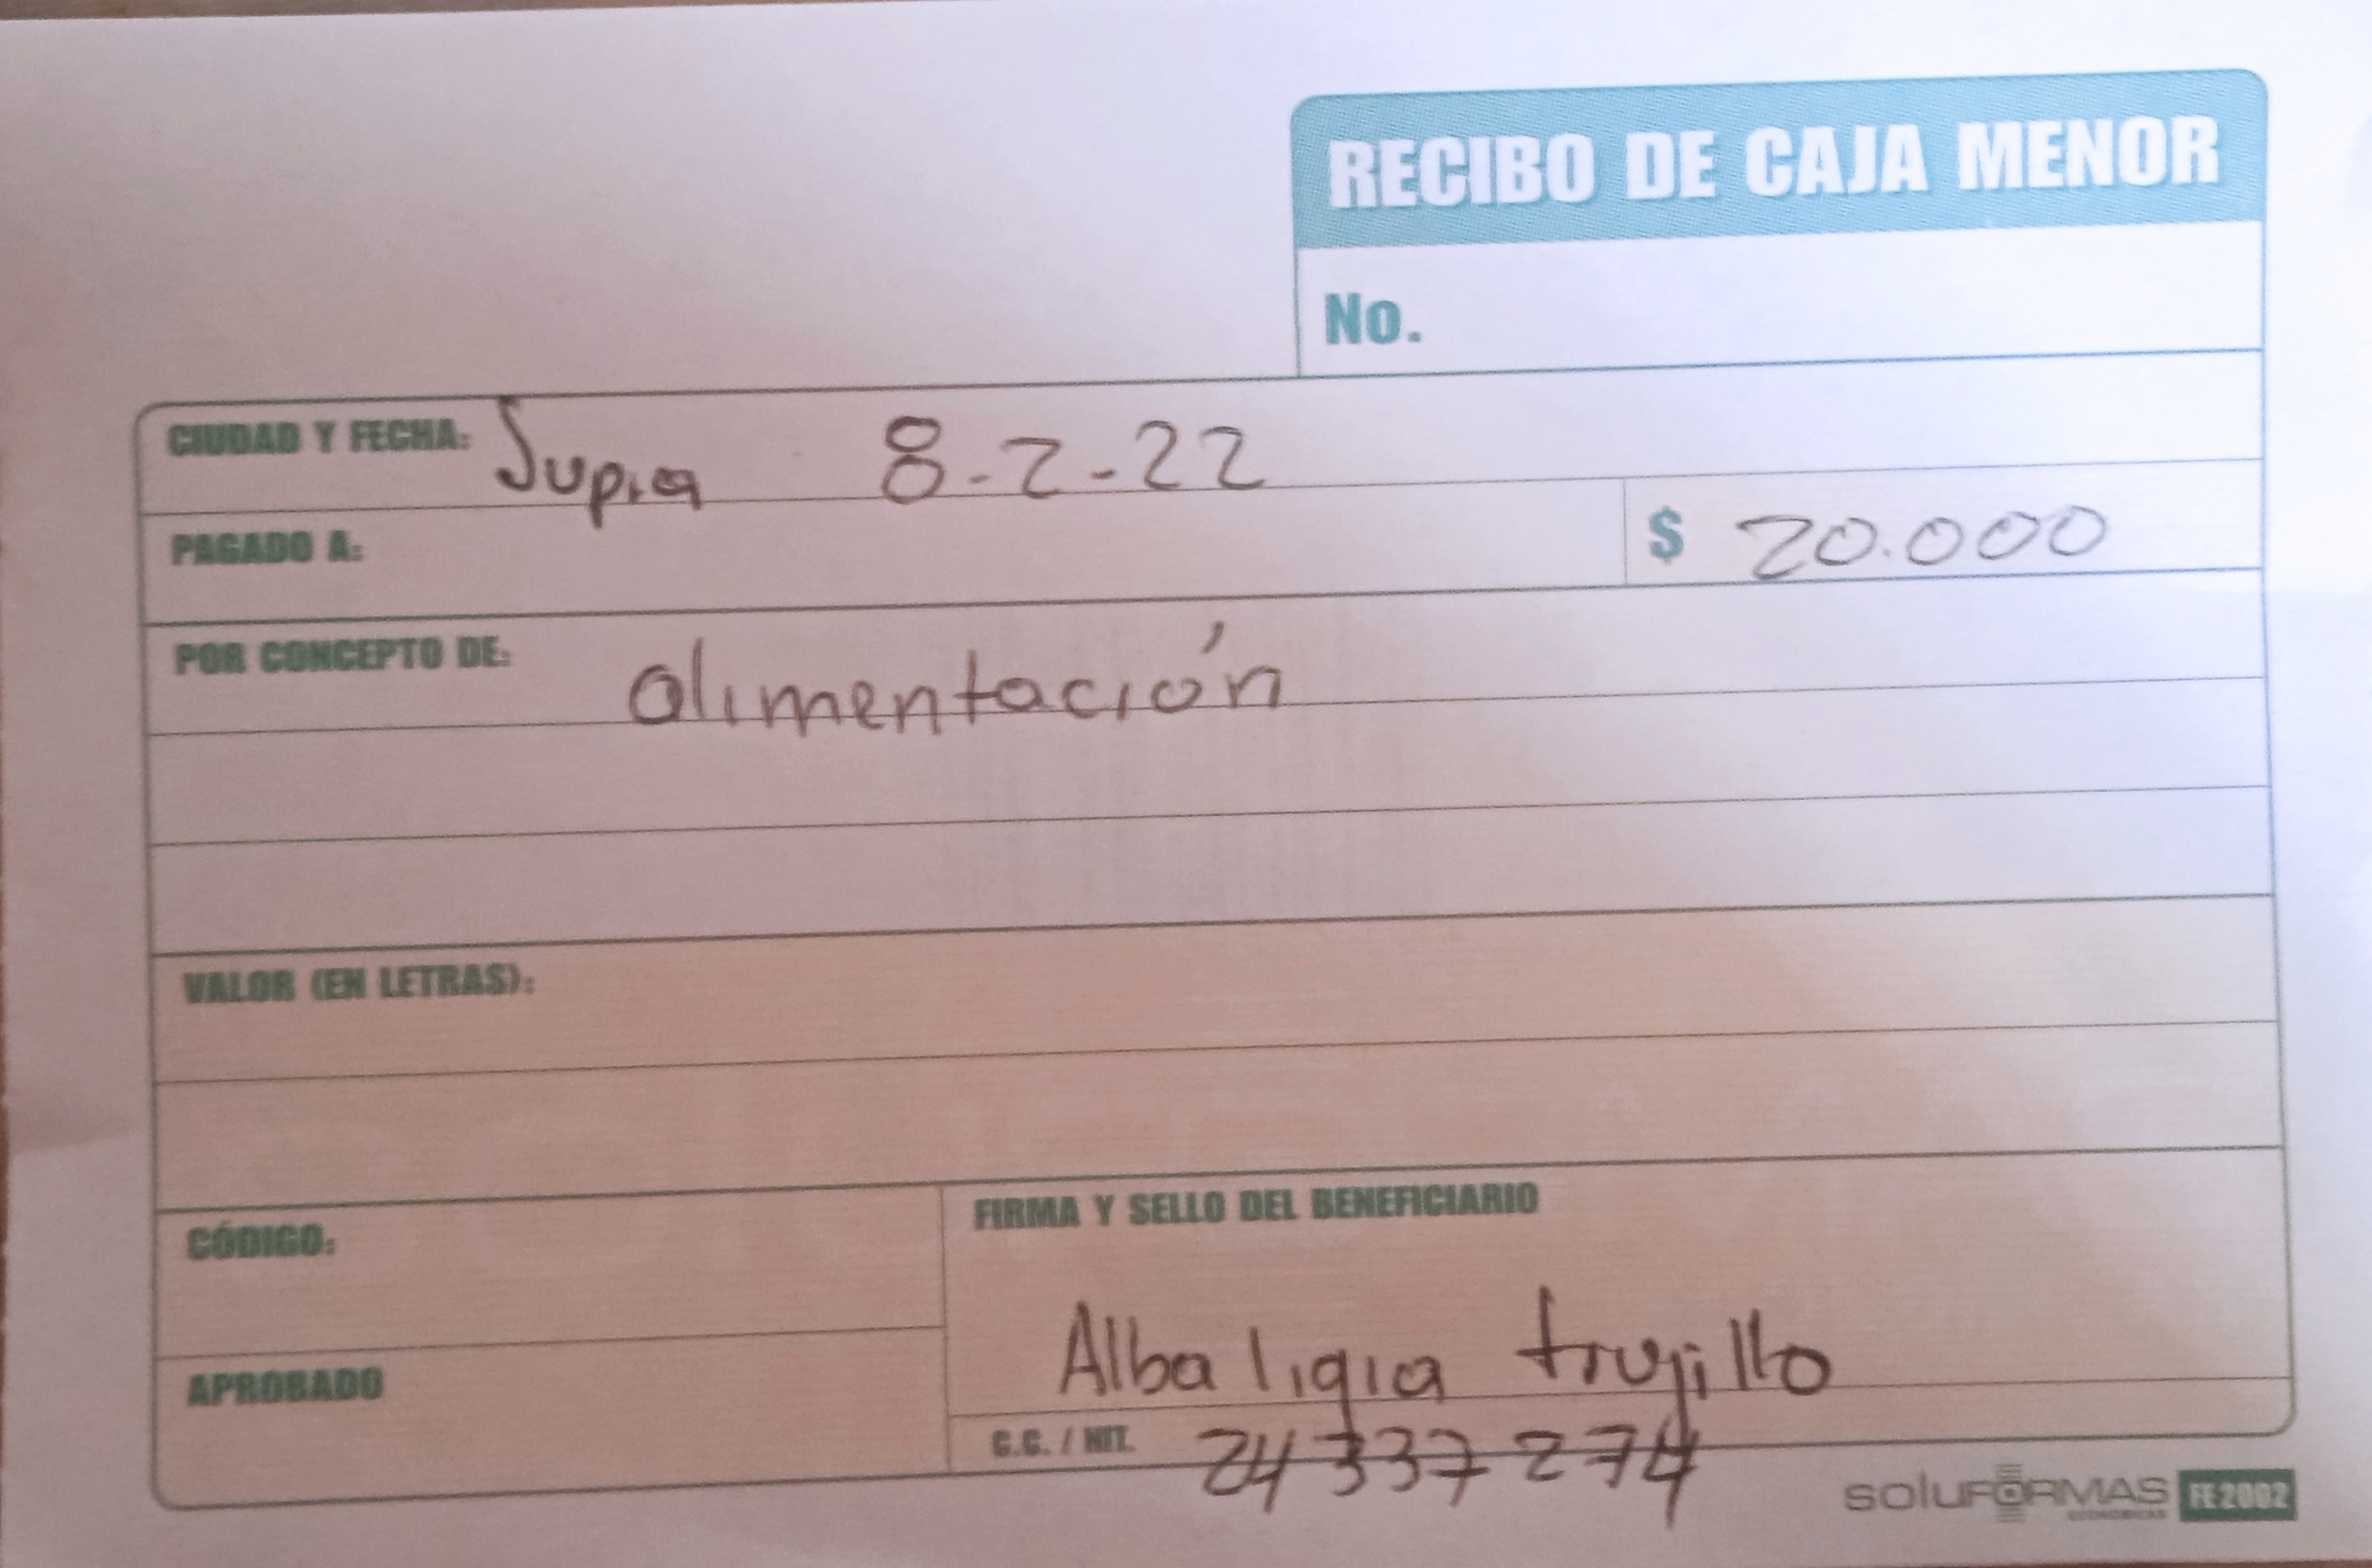 RECIBO DE CAJA MENOR
No.
CIUDAD Y FECHA: Supia 8-2-22
PAGADO A: $ 20.000
POR CONCEPTO DE: alimentación
VALOR (EN LETRAS):
CÓDIGO:
FIRMA Y SELLO DEL BENEFICIARIO
Alba ligia trujillo
APROBADO
C.C. / NIT. 24337274
SOLUFORMAS FE2002